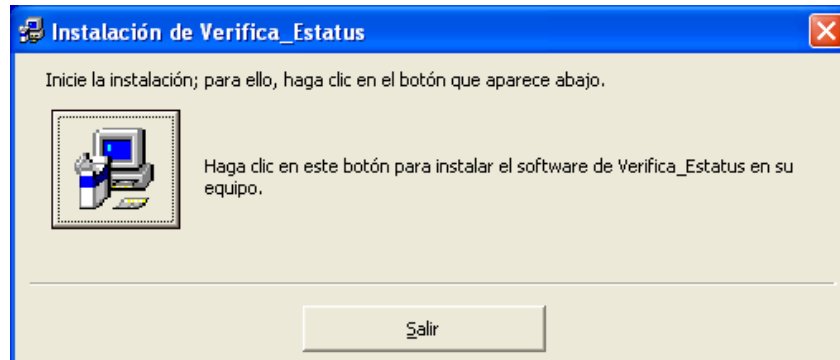 Instalación de Verifica_Estatus
Inicie la instalación; para ello, haga clic en el botón que aparece abajo.
Haga clic en este botón para instalar el software de Verifica_Estatus en su
equipo.
Salir